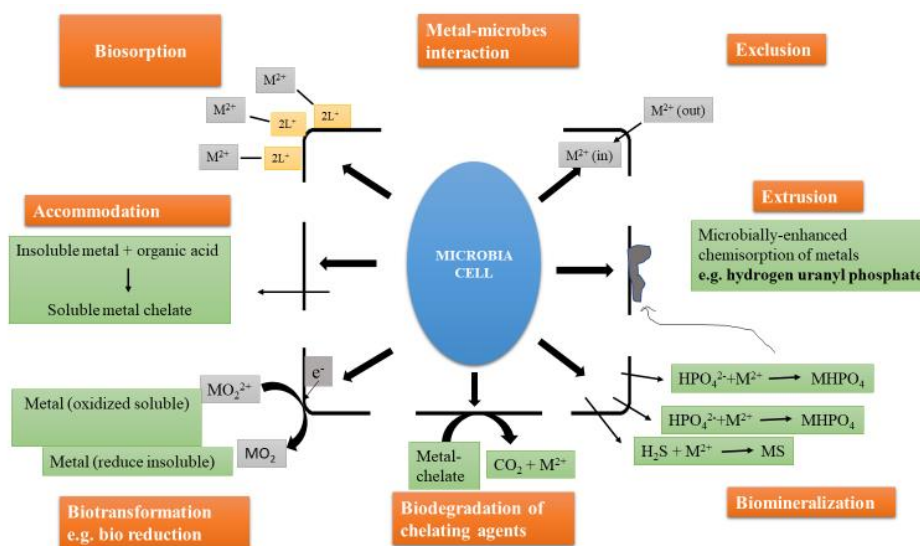 Biosorption
Metal-microbes
interaction
Exclusion
M²⁺
M²⁺
2L⁺
2L⁺
M²⁺
2L⁺
M²⁺ (out)
M²⁺ (in)
Accommodation
Insoluble metal + organic acid
Soluble metal chelate
MICROBIA
CELL
Extrusion
Microbially-enhanced
chemisorption of metals
e.g. hydrogen uranyl phosphate
e⁻
MO₂²⁺
Metal (oxidized soluble)
Metal (reduce insoluble)
MO₂
Metal-
chelate
CO₂ + M²⁺
HPO₄²⁻+M²⁺ → MHPO₄
HPO₄²⁻+M²⁺ → MHPO₄
H₂S + M²⁺ → MS
Biotransformation
e.g. bio reduction
Biodegradation of
chelating agents
Biomineralization